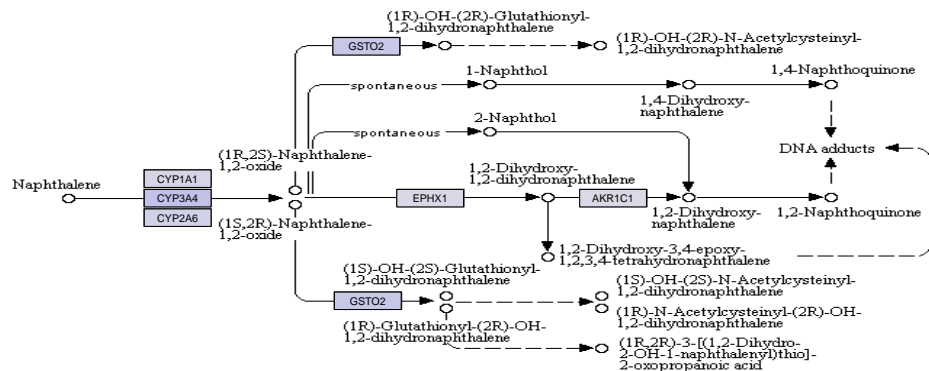 (1R)-OH-(2R)-Glutathionyl-
1,2-dihydronaphthalene
GSTO2
(1R)-OH-(2R)-N-Acetylcysteinyl-
1,2-dihydronaphthalene
1-Naphthol
1,4-Naphthoquinone
spontaneous
1,4-Dihydroxy-
naphthalene
2-Naphthol
spontaneous
DNA adducts
(1R,2S)-Naphthalene-
1,2-oxide
1,2-Dihydroxy-
1,2-dihydronaphthalene
Naphthalene
CYP1A1
CYP3A4
CYP2A6
EPHX1
AKR1C1
1,2-Dihydroxy-
naphthalene
1,2-Naphthoquinone
(1S,2R)-Naphthalene-
1,2-oxide
1,2-Dihydroxy-3,4-epoxy-
1,2,3,4-tetrahydronaphthalene
(1S)-OH-(2S)-Glutathionyl-
1,2-dihydronaphthalene
(1S)-OH-(2S)-N-Acetylcysteinyl-
1,2-dihydronaphthalene
GSTO2
(1R)-N-Acetylcysteinyl-(2R)-OH-
1,2-dihydronaphthalene
(1R)-Glutathionyl-(2R)-OH-
1,2-dihydronaphthalene
(1R,2R)-3-[(1,2-Dihydro-
2-OH-1-naphthalenyl)thio]-
2-oxopropanoic acid